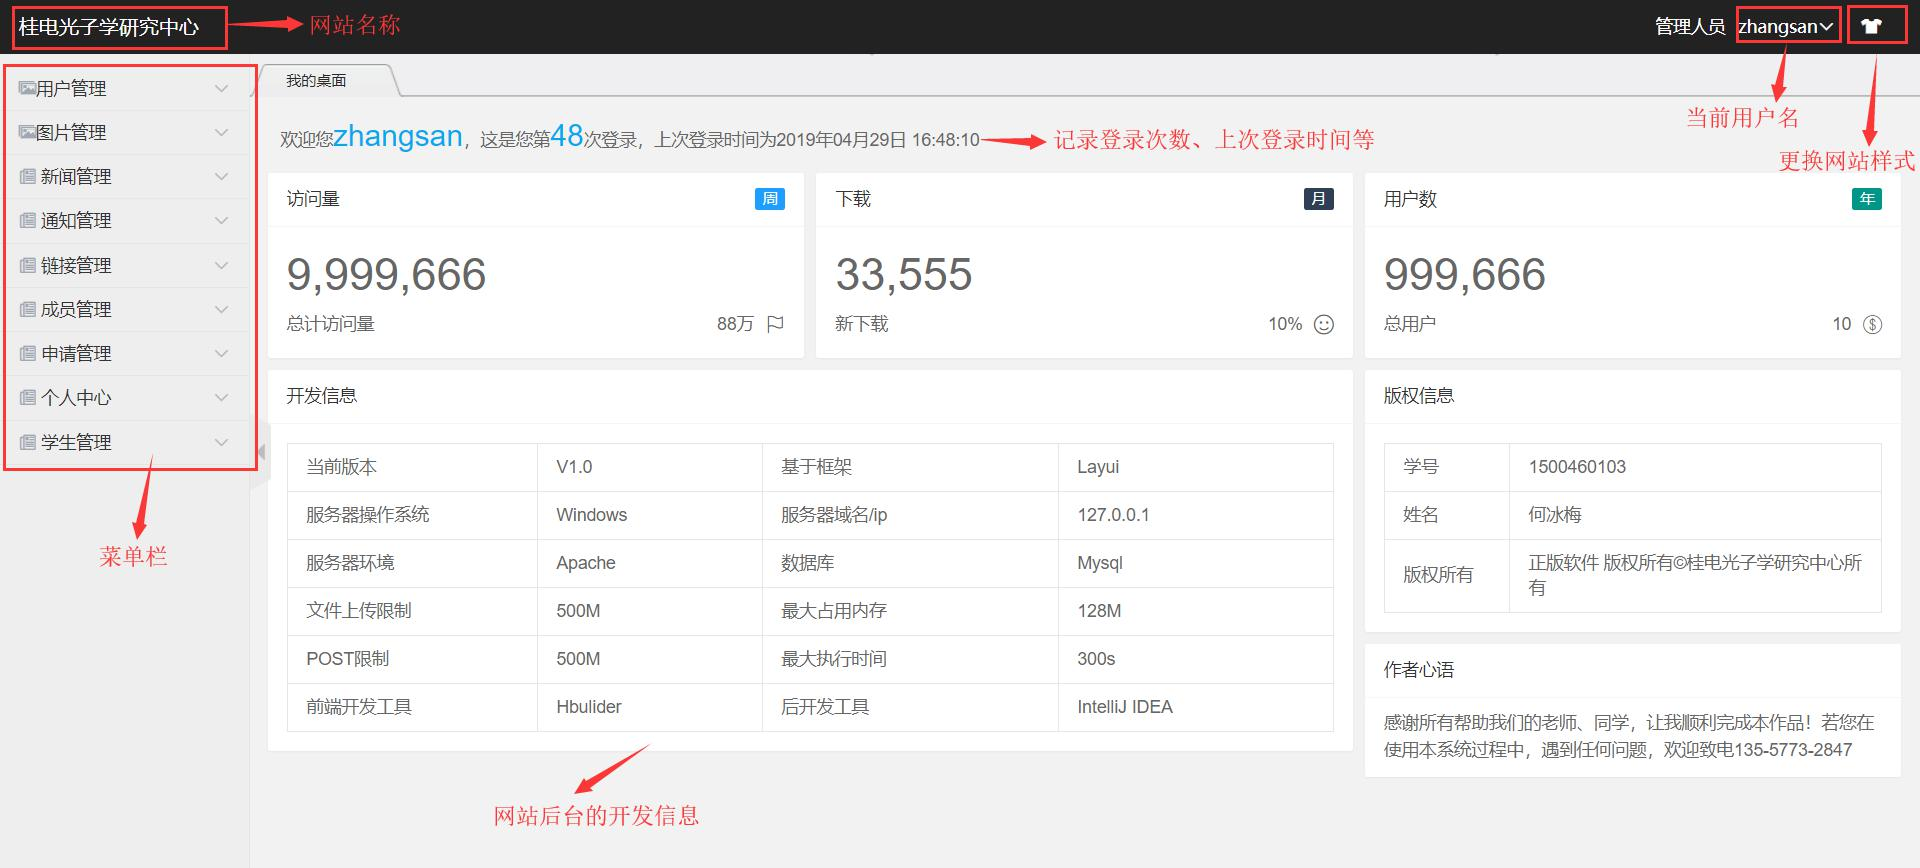 桂电光子学研究中心
网站名称
管理人员 zhangsan
当前用户名
更换网站样式
用户管理
图片管理
新闻管理
通知管理
链接管理
成员管理
申请管理
个人中心
学生管理
菜单栏
我的桌面
欢迎您zhangsan，这是您第48次登录，上次登录时间为2019年04月29日 16:48:10
记录登录次数、上次登录时间等
访问量 周
9,999,666
总计访问量 88万
下载 月
33,555
新下载 10%
用户数 年
999,666
总用户 10
开发信息
当前版本 V1.0 基于框架 Layui
服务器操作系统 Windows 服务器域名/ip 127.0.0.1
服务器环境 Apache 数据库 Mysql
文件上传限制 500M 最大占用内存 128M
POST限制 500M 最大执行时间 300s
前端开发工具 Hbulider 后开发工具 IntelliJ IDEA
网站后台的开发信息
版权信息
学号 1500460103
姓名 何冰梅
版权所有 正版软件 版权所有©桂电光子学研究中心所
有
作者心语
感谢所有帮助我们的老师、同学，让我顺利完成本作品！若您在
使用本系统过程中，遇到任何问题，欢迎致电135-5773-2847